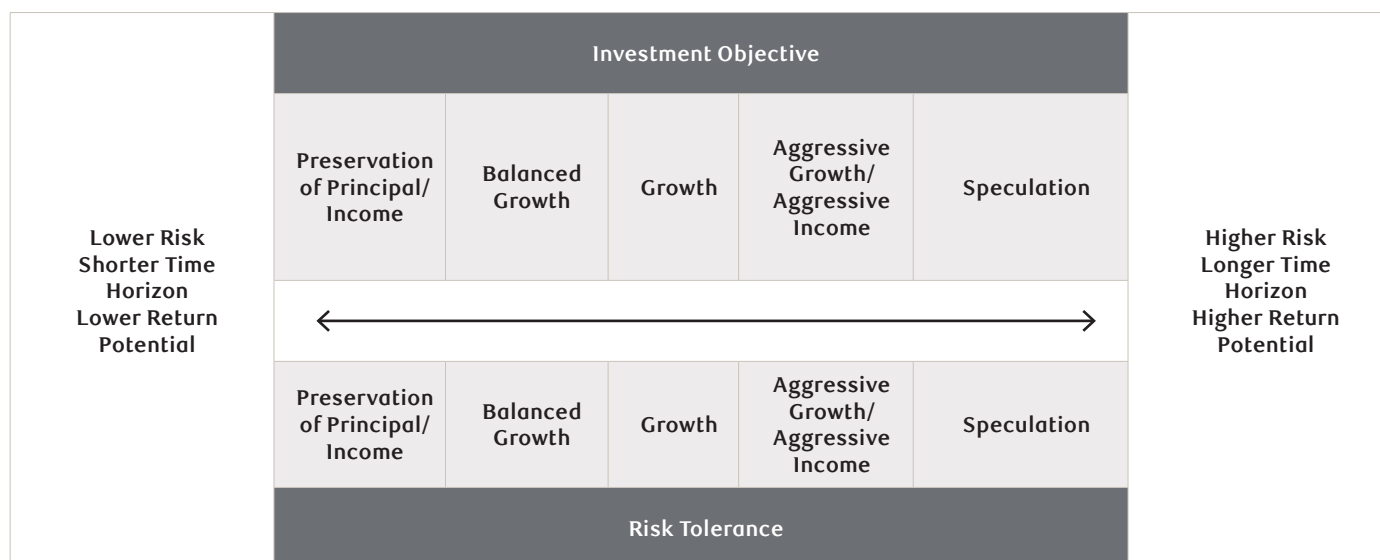 Investment Objective
Lower Risk
Shorter Time
Horizon
Lower Return
Potential
Preservation
of Principal/
Income
Balanced
Growth
Growth
Aggressive
Growth/
Aggressive
Income
Speculation
Higher Risk
Longer Time
Horizon
Higher Return
Potential
Preservation
of Principal/
Income
Balanced
Growth
Growth
Aggressive
Growth/
Aggressive
Income
Speculation
Risk Tolerance